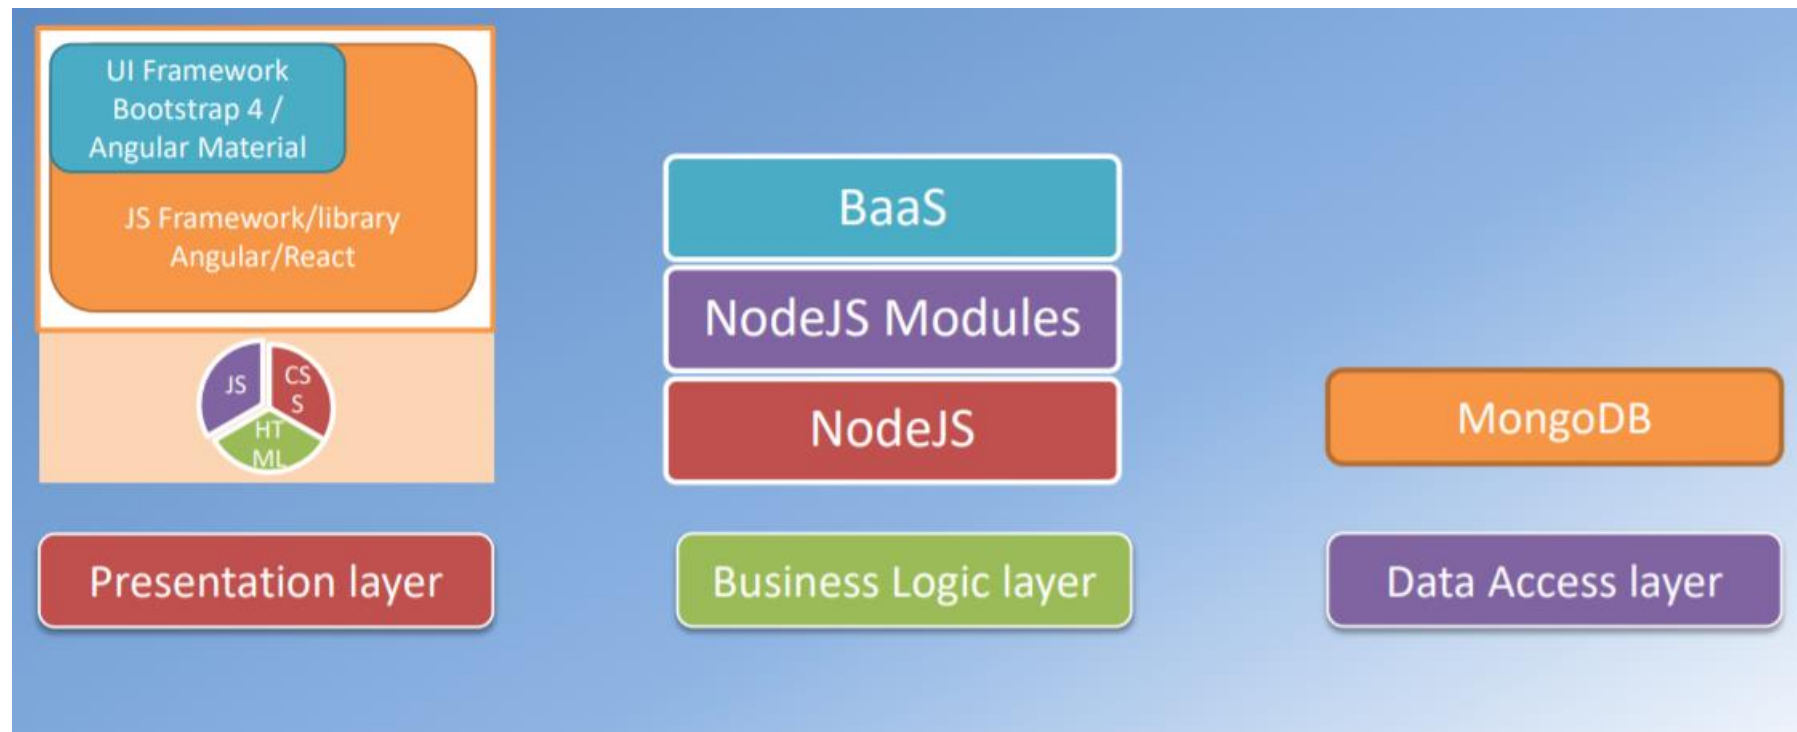 UI Framework
Bootstrap 4 /
Angular Material
JS Framework/library
Angular/React
JS
CS
S
HT
ML
Presentation layer
BaaS
NodeJS Modules
NodeJS
Business Logic layer
MongoDB
Data Access layer